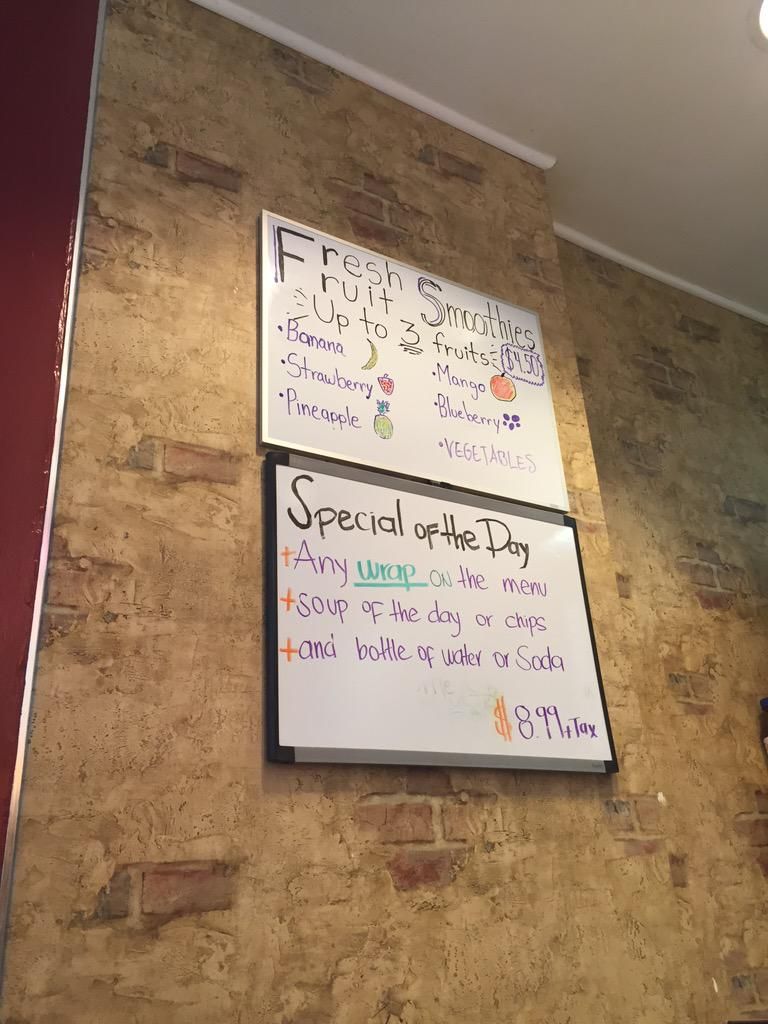 Fresh
Fruit Smoothies
Up to 3 fruits $4.50
• Banana
• Strawberry
• Pineapple
• Mango
• Blueberry
• VEGETABLES
Special of the Day
+ Any wrap ON the menu
+ soup of the day or chips
+ and bottle of water or Soda
$8.99 + Tax